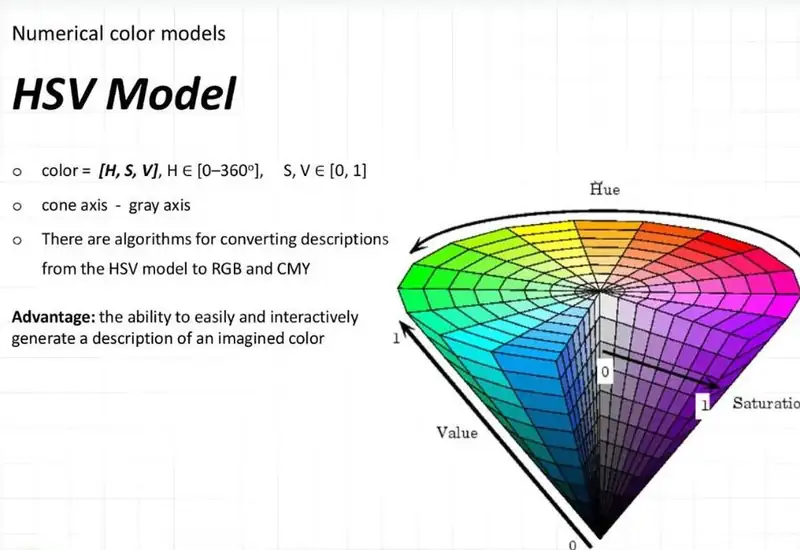 Numerical color models
HSV Model
o color = [H, S, V], H ∈ [0–360º], S, V ∈ [0, 1]
o cone axis - gray axis
o There are algorithms for converting descriptions
from the HSV model to RGB and CMY
Advantage: the ability to easily and interactively
generate a description of an imagined color
Hue
1
0
1
Saturatio
Value
0